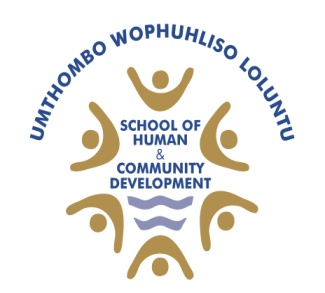 UMTHOMBO WOPHUHLISO LOLUNTU
SCHOOL OF
HUMAN
&
COMMUNITY
DEVELOPMENT